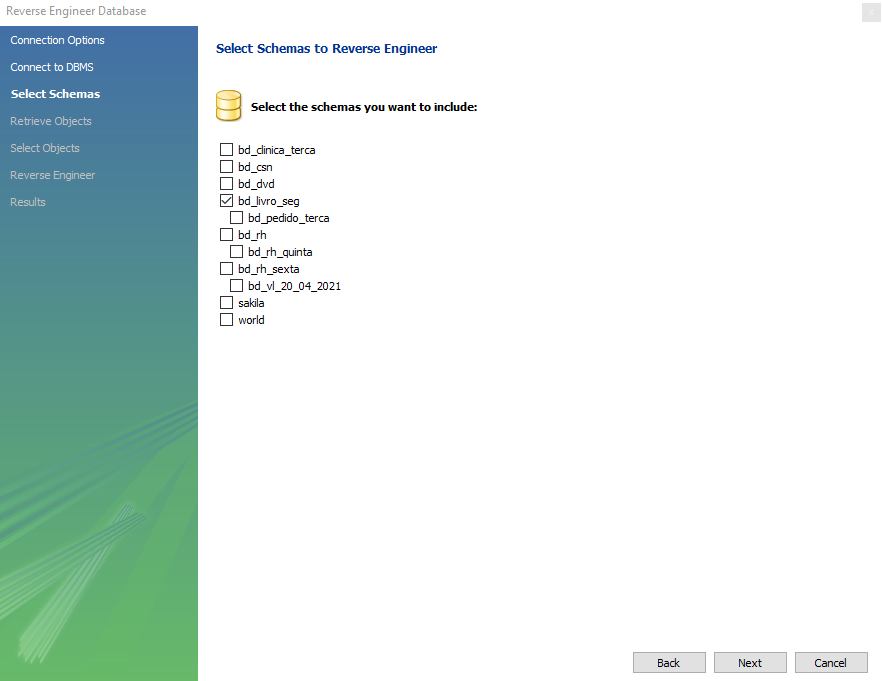 Reverse Engineer Database
Connection Options
Connect to DBMS
Select Schemas
Retrieve Objects
Select Objects
Reverse Engineer
Results
Select Schemas to Reverse Engineer
Select the schemas you want to include:
bd_clinica_terca
bd_csn
bd_dvd
bd_livro_seg
bd_pedido_terca
bd_rh
bd_rh_quinta
bd_rh_sexta
bd_vl_20_04_2021
sakila
world
Back Next Cancel